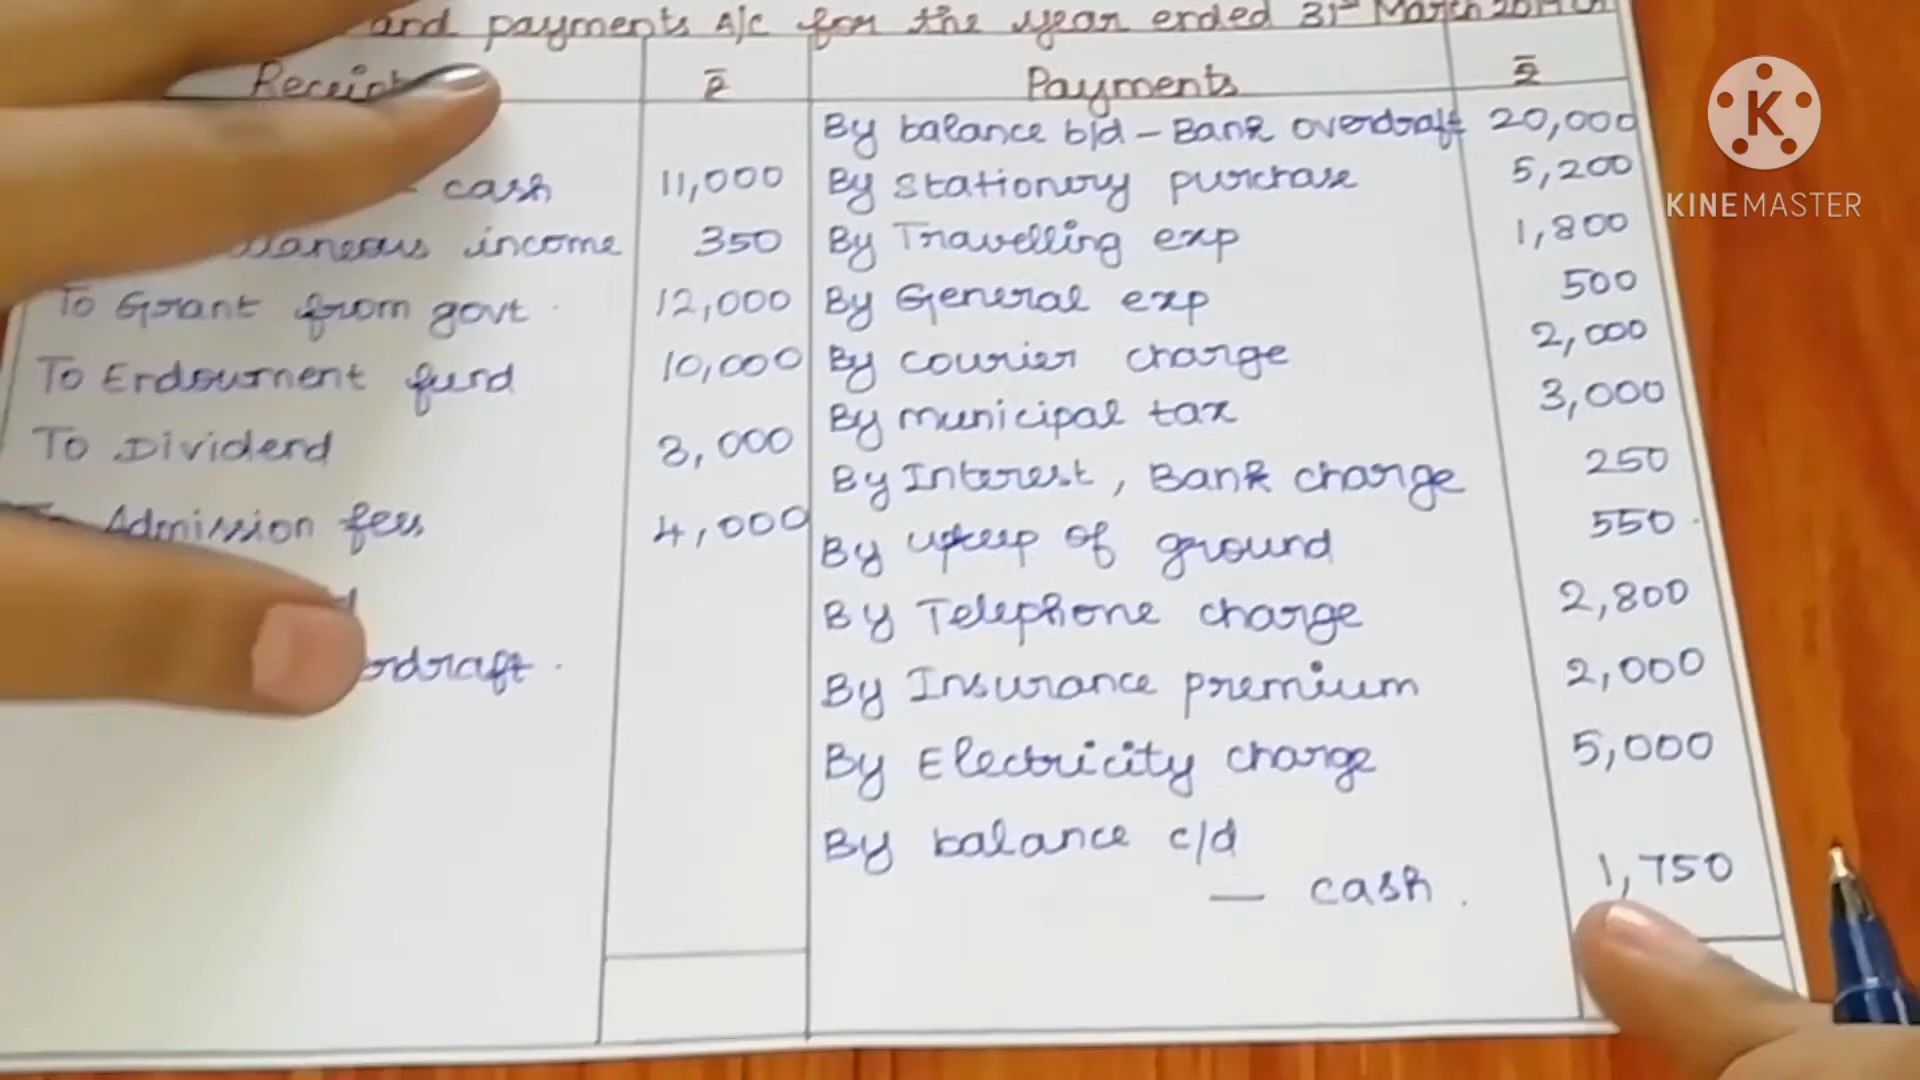 and payments A/c for the year ended 31st March
Receipt ₹ Payments ₹
By balance b/d - Bank overdraft 20,000
cash 11,000 By Stationory purchase 5,200
income 350 By Travelling exp 1,800
To Grant from govt. 12,000 By General exp 500
To Endownment fund 10,000 By courier charge 2,000
To Dividend 3,000 By municipal tax 3,000
By Interest, Bank charge 250
Admission fees 4,000 By upkeep of ground 550
By Telephone charge 2,800
By Insurance premium 2,000
By Electricity charge 5,000
By balance c/d
— cash. 1,750
K
KINEMASTER